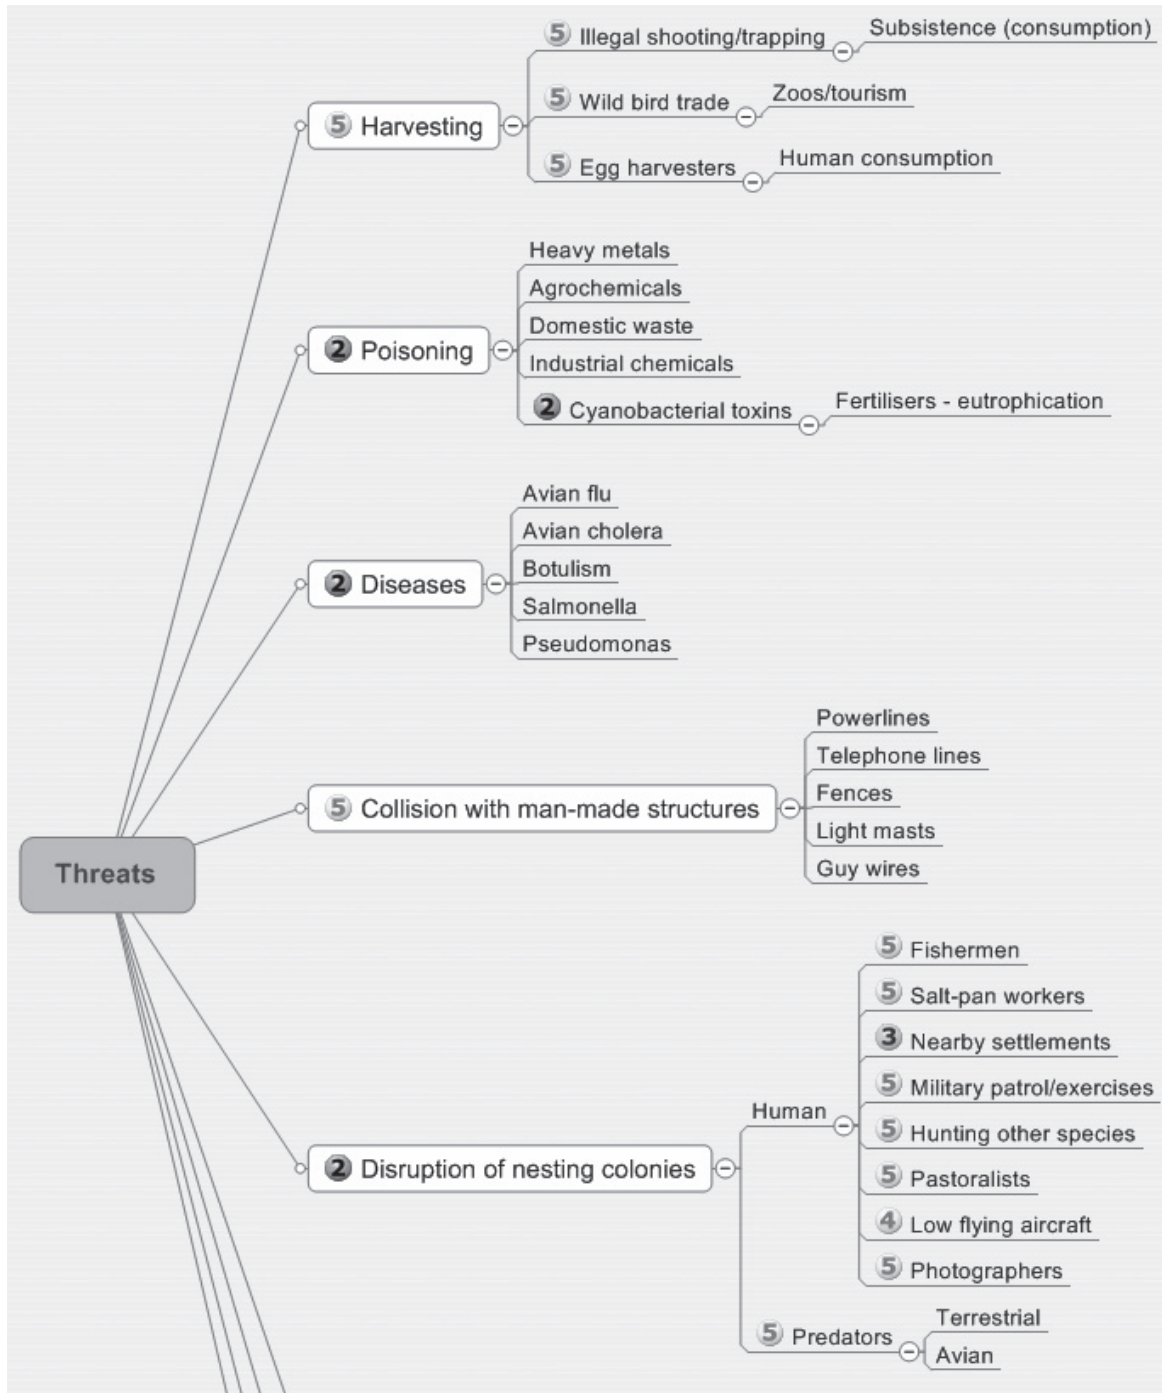 5 Illegal shooting/trapping
Subsistence (consumption)
5 Wild bird trade
Zoos/tourism
5 Harvesting
5 Egg harvesters
Human consumption
Heavy metals
Agrochemicals
Domestic waste
2 Poisoning
Industrial chemicals
2 Cyanobacterial toxins
Fertilisers - eutrophication
Avian flu
Avian cholera
2 Diseases
Botulism
Salmonella
Pseudomonas
Powerlines
Telephone lines
5 Collision with man-made structures
Fences
Light masts
Guy wires
Threats
5 Fishermen
5 Salt-pan workers
3 Nearby settlements
5 Military patrol/exercises
Human
5 Hunting other species
2 Disruption of nesting colonies
5 Pastoralists
4 Low flying aircraft
5 Photographers
5 Predators
Terrestrial
Avian